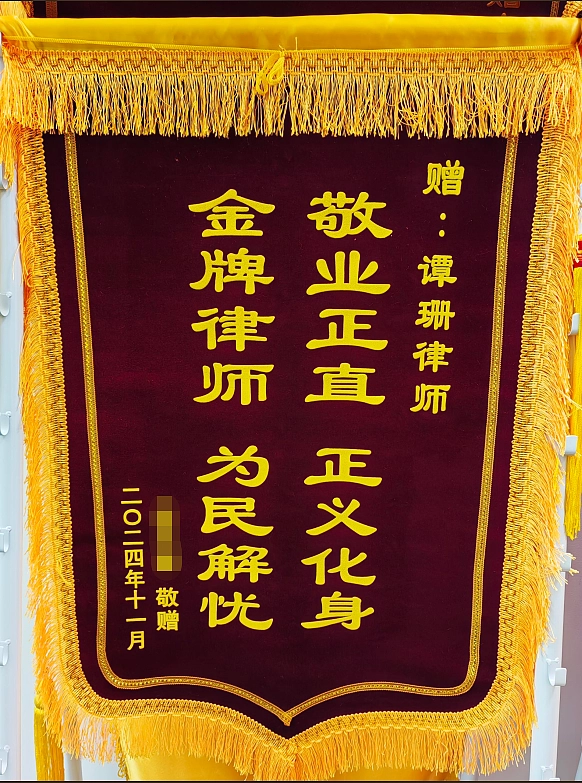 赠：谭珊律师
敬业正直 正义化身
金牌律师 为民解忧
敬赠
二〇二四年十一月